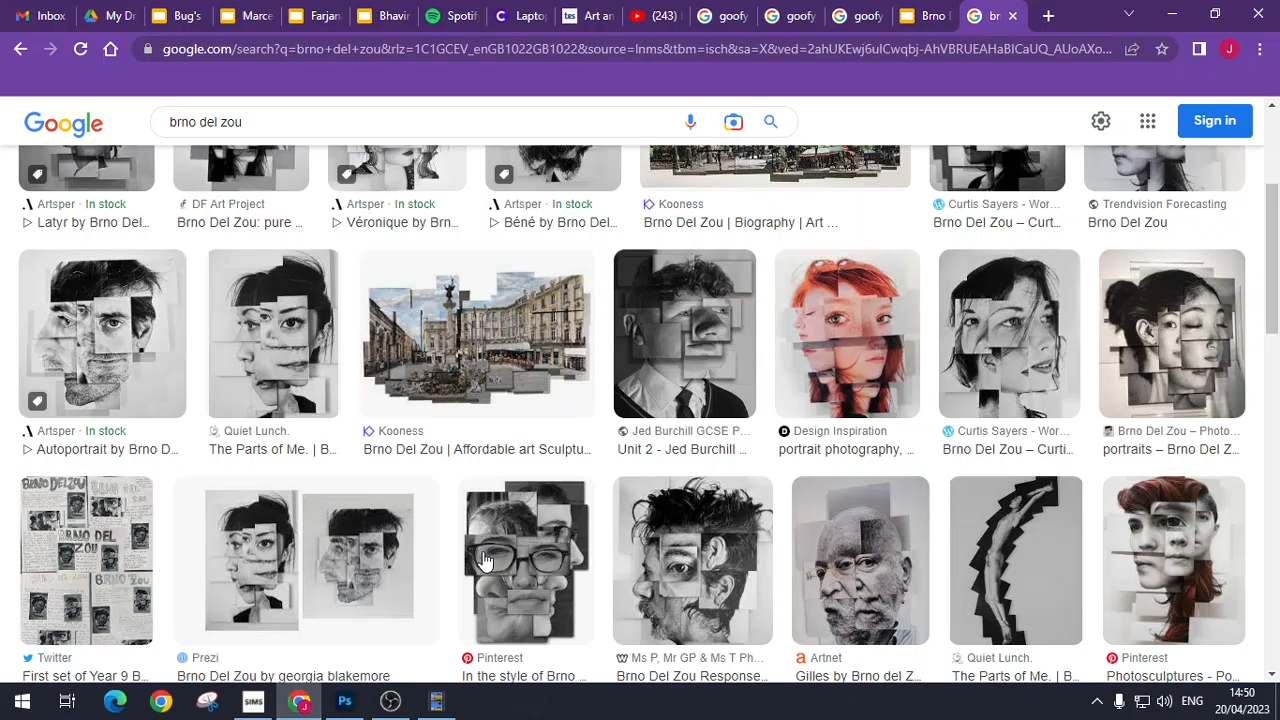 My Dr
Bug's
Marce
Farjan
Bhavir
Spotif
Laptop
Art an
(243)
goofy
goofy
goofy
Brno
br
google.com/search?q=brno+del+zou&rlz=1C1GCEV_enGB1022GB1022&source=lnms&tbm=isch&sa=X&ved=2ahUKEwj6uICwqbj-AhVBRUEAHaBICaUQ_AUoAXo...
J
Google
brno del zou
Sign in
Artsper · In stock
DF Art Project
Artsper · In stock
Artsper · In stock
Kooness
Curtis Sayers - Wor...
Trendvision Forecasting
Latyr by Brno Del...
Brno Del Zou: pure ...
Véronique by Brn...
Béné by Brno Del...
Brno Del Zou | Biography | Art ...
Brno Del Zou – Curt...
Brno Del Zou
Artsper · In stock
Quiet Lunch.
Kooness
Jed Burchill GCSE P...
Design Inspiration
Curtis Sayers - Wor...
Brno Del Zou – Photo...
Autoportrait by Brno D...
The Parts of Me. | B...
Brno Del Zou | Affordable art Sculptu...
Unit 2 - Jed Burchill ...
portrait photography, ...
Brno Del Zou – Curti...
portraits – Brno Del Z...
BRNO DEL ZOU
BRNO DEL
ZOU
Twitter
Prezi
Pinterest
Ms P, Mr GP & Ms T Ph...
Artnet
Quiet Lunch.
Pinterest
First set of Year 9 B...
Brno Del Zou by georgia blakemore
In the style of Brno ...
Brno Del Zou Response...
Gilles by Brno Del Z...
The Parts of Me. | B...
Photosculptures - Po...
SIMS
J
Ps
ENG
14:50
20/04/2023